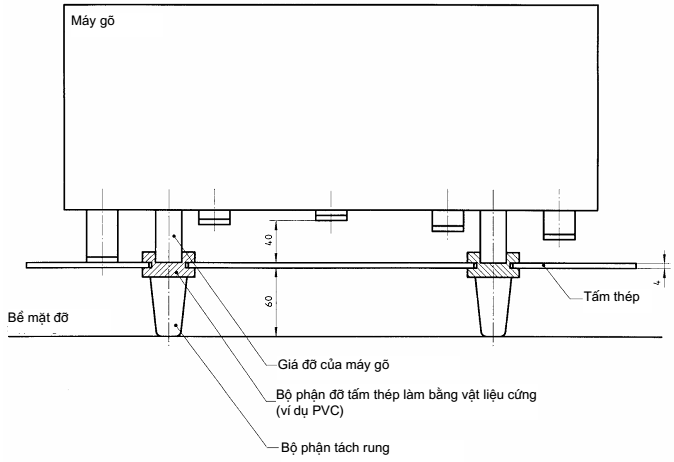 Máy gõ
40
60
4
Tấm thép
Bề mặt đỡ
Giá đỡ của máy gõ
Bộ phận đỡ tấm thép làm bằng vật liệu cứng
(ví dụ PVC)
Bộ phận tách rung